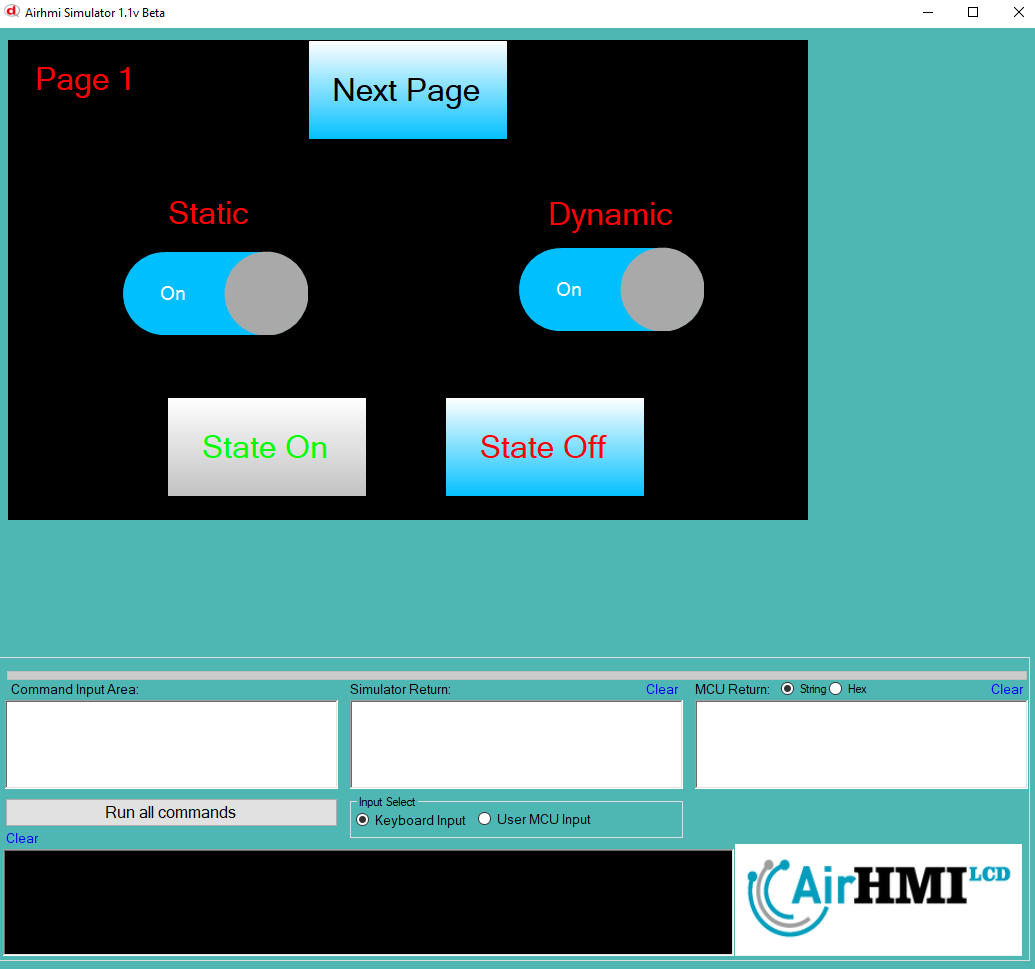 Airhmi Simulator 1.1v Beta
Page 1
Next Page
Static
Dynamic
On
On
State On
State Off
Command Input Area:
Simulator Return:
Clear
MCU Return:
String
Hex
Clear
Run all commands
Input Select
Keyboard Input
User MCU Input
Clear
AirHMI LCD